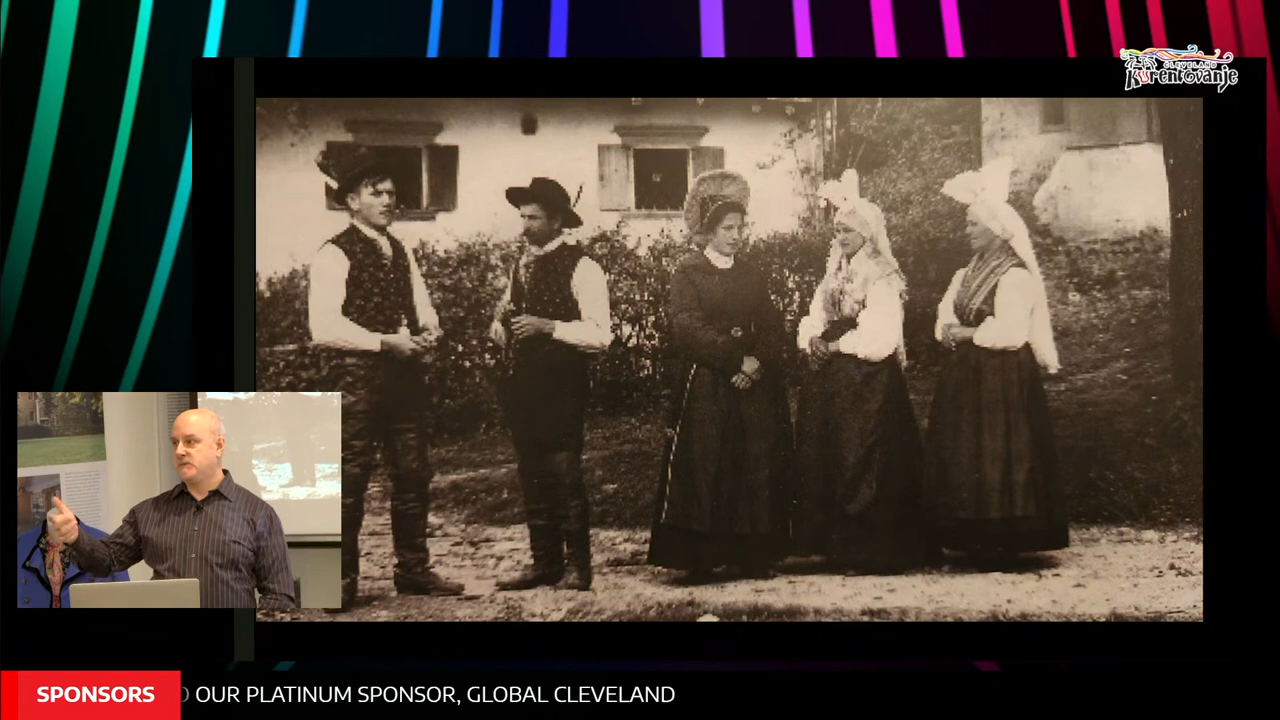 CLEVELAND
Kurentovanje
SPONSORS
O OUR PLATINUM SPONSOR, GLOBAL CLEVELAND